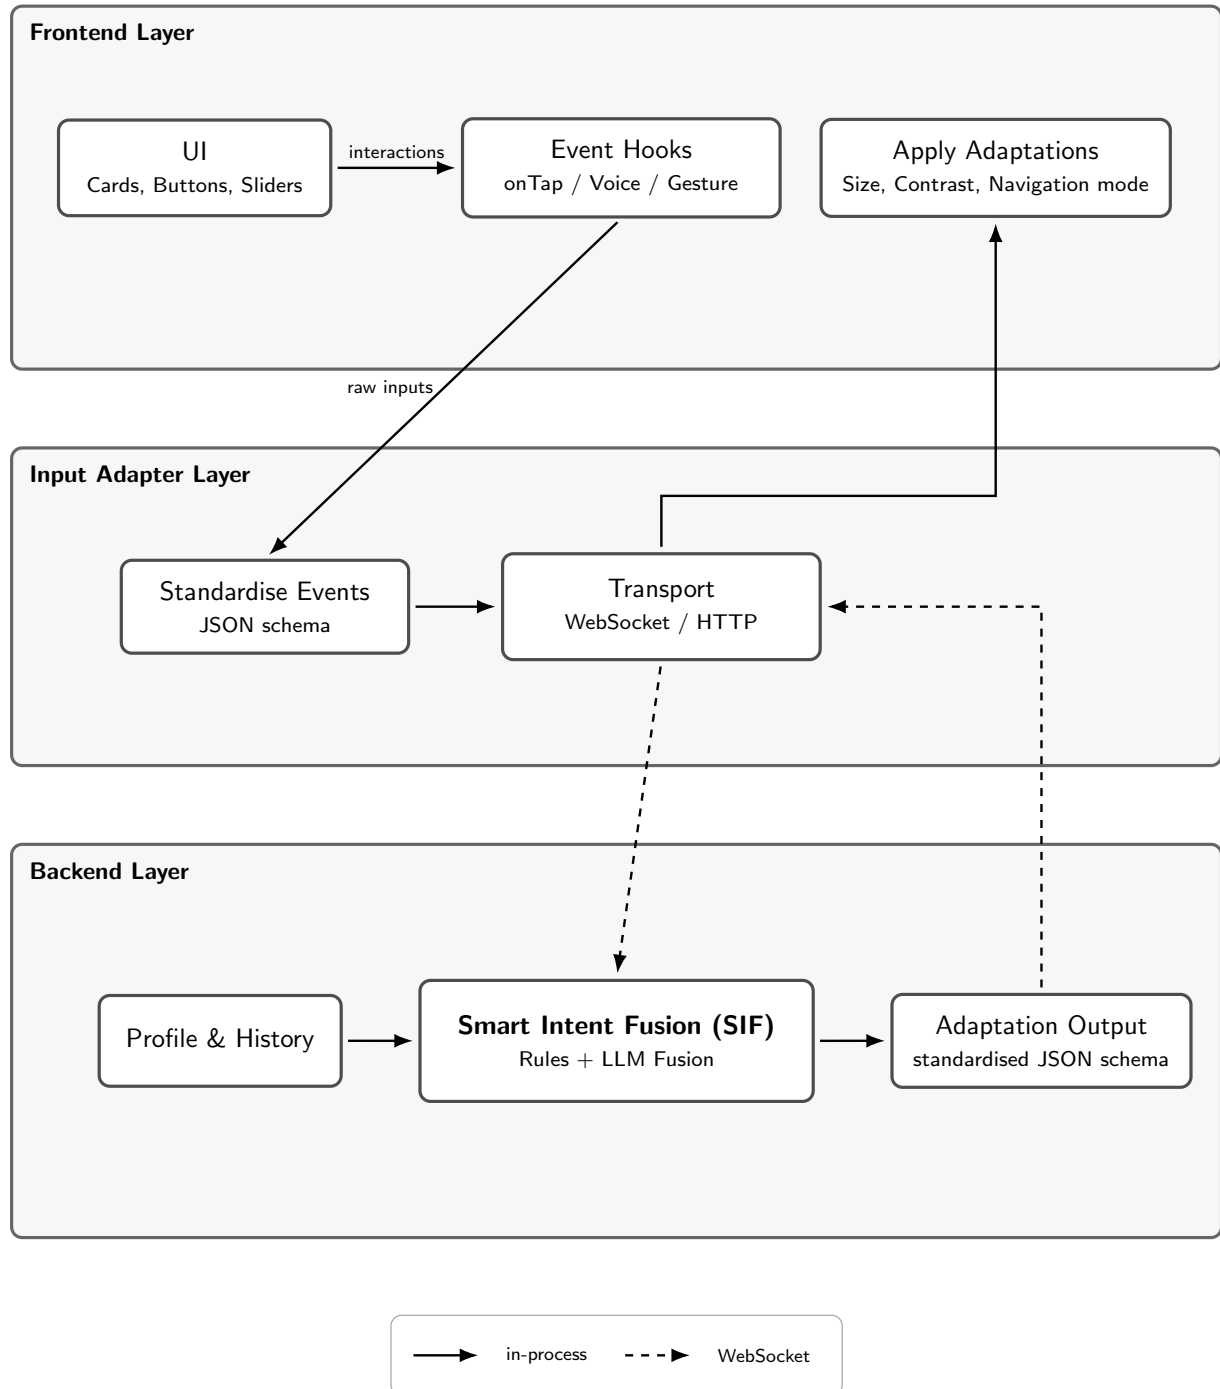 Frontend Layer
UI
Cards, Buttons, Sliders
interactions
Event Hooks
onTap / Voice / Gesture
Apply Adaptations
Size, Contrast, Navigation mode
raw inputs
Input Adapter Layer
Standardise Events
JSON schema
Transport
WebSocket / HTTP
Backend Layer
Profile & History
Smart Intent Fusion (SIF)
Rules + LLM Fusion
Adaptation Output
standardised JSON schema
in-process
WebSocket